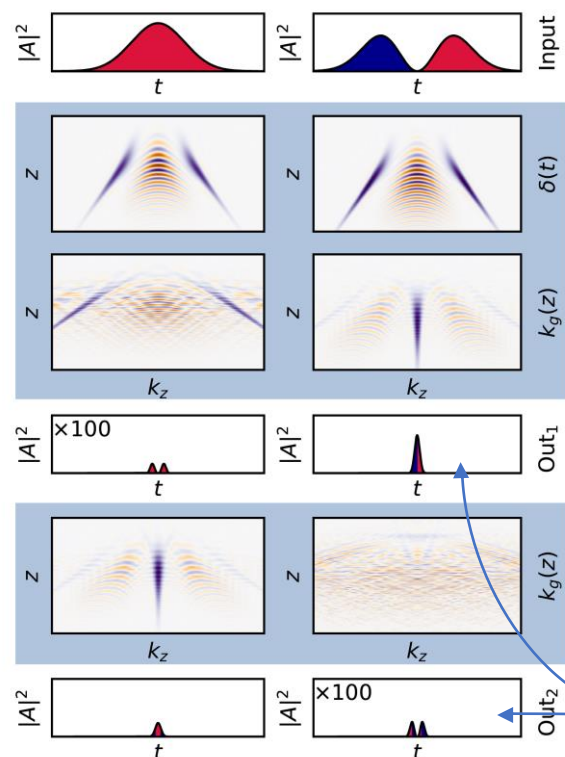 |A|² |A|² Input
t t
z z δ(t)
z z k_g(z)
k_z k_z
×100
|A|² |A|² Out₁
t t
z z k_g(z)
k_z k_z
×100
|A|² |A|² Out₂
t t